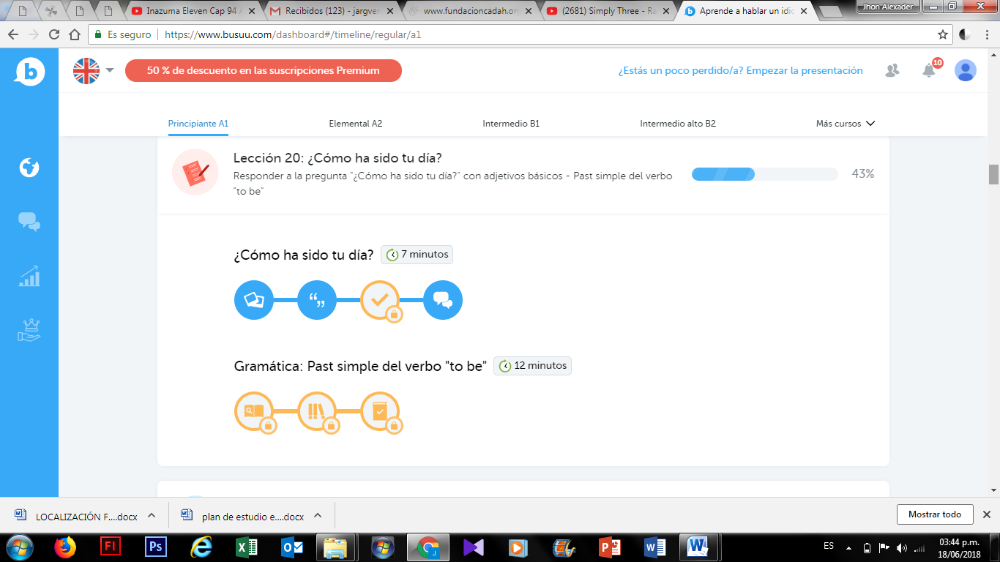 Inazuma Eleven Cap 94 A
Recibidos (123) - jargver
www.fundacioncadah.org
(2681) Simply Three - Ra
Aprende a hablar un idio
Jhon Alexader
Es seguro
https://www.busuu.com/dashboard#/timeline/regular/a1
b
50 % de descuento en las suscripciones Premium
¿Estás un poco perdido/a? Empezar la presentación
10
Principiante A1
Elemental A2
Intermedio B1
Intermedio alto B2
Más cursos
Lección 20: ¿Cómo ha sido tu día?
Responder a la pregunta "¿Cómo ha sido tu día?" con adjetivos básicos - Past simple del verbo
"to be"
43%
¿Cómo ha sido tu día?
7 minutos
Gramática: Past simple del verbo "to be"
12 minutos
LOCALIZACIÓN F....docx
plan de estudio e....docx
Mostrar todo
ES
03:44 p.m.
18/06/2018